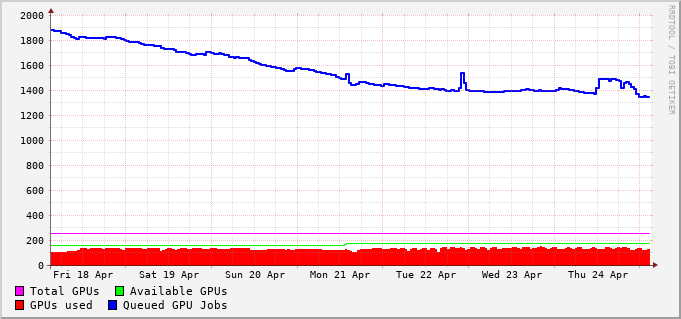 2000
1800
1600
1400
1200
1000
800
600
400
200
0
Fri 18 Apr Sat 19 Apr Sun 20 Apr Mon 21 Apr Tue 22 Apr Wed 23 Apr Thu 24 Apr
Total GPUs Available GPUs
GPUs used Queued GPU Jobs
RRDTOOL / TOBI OETIKER